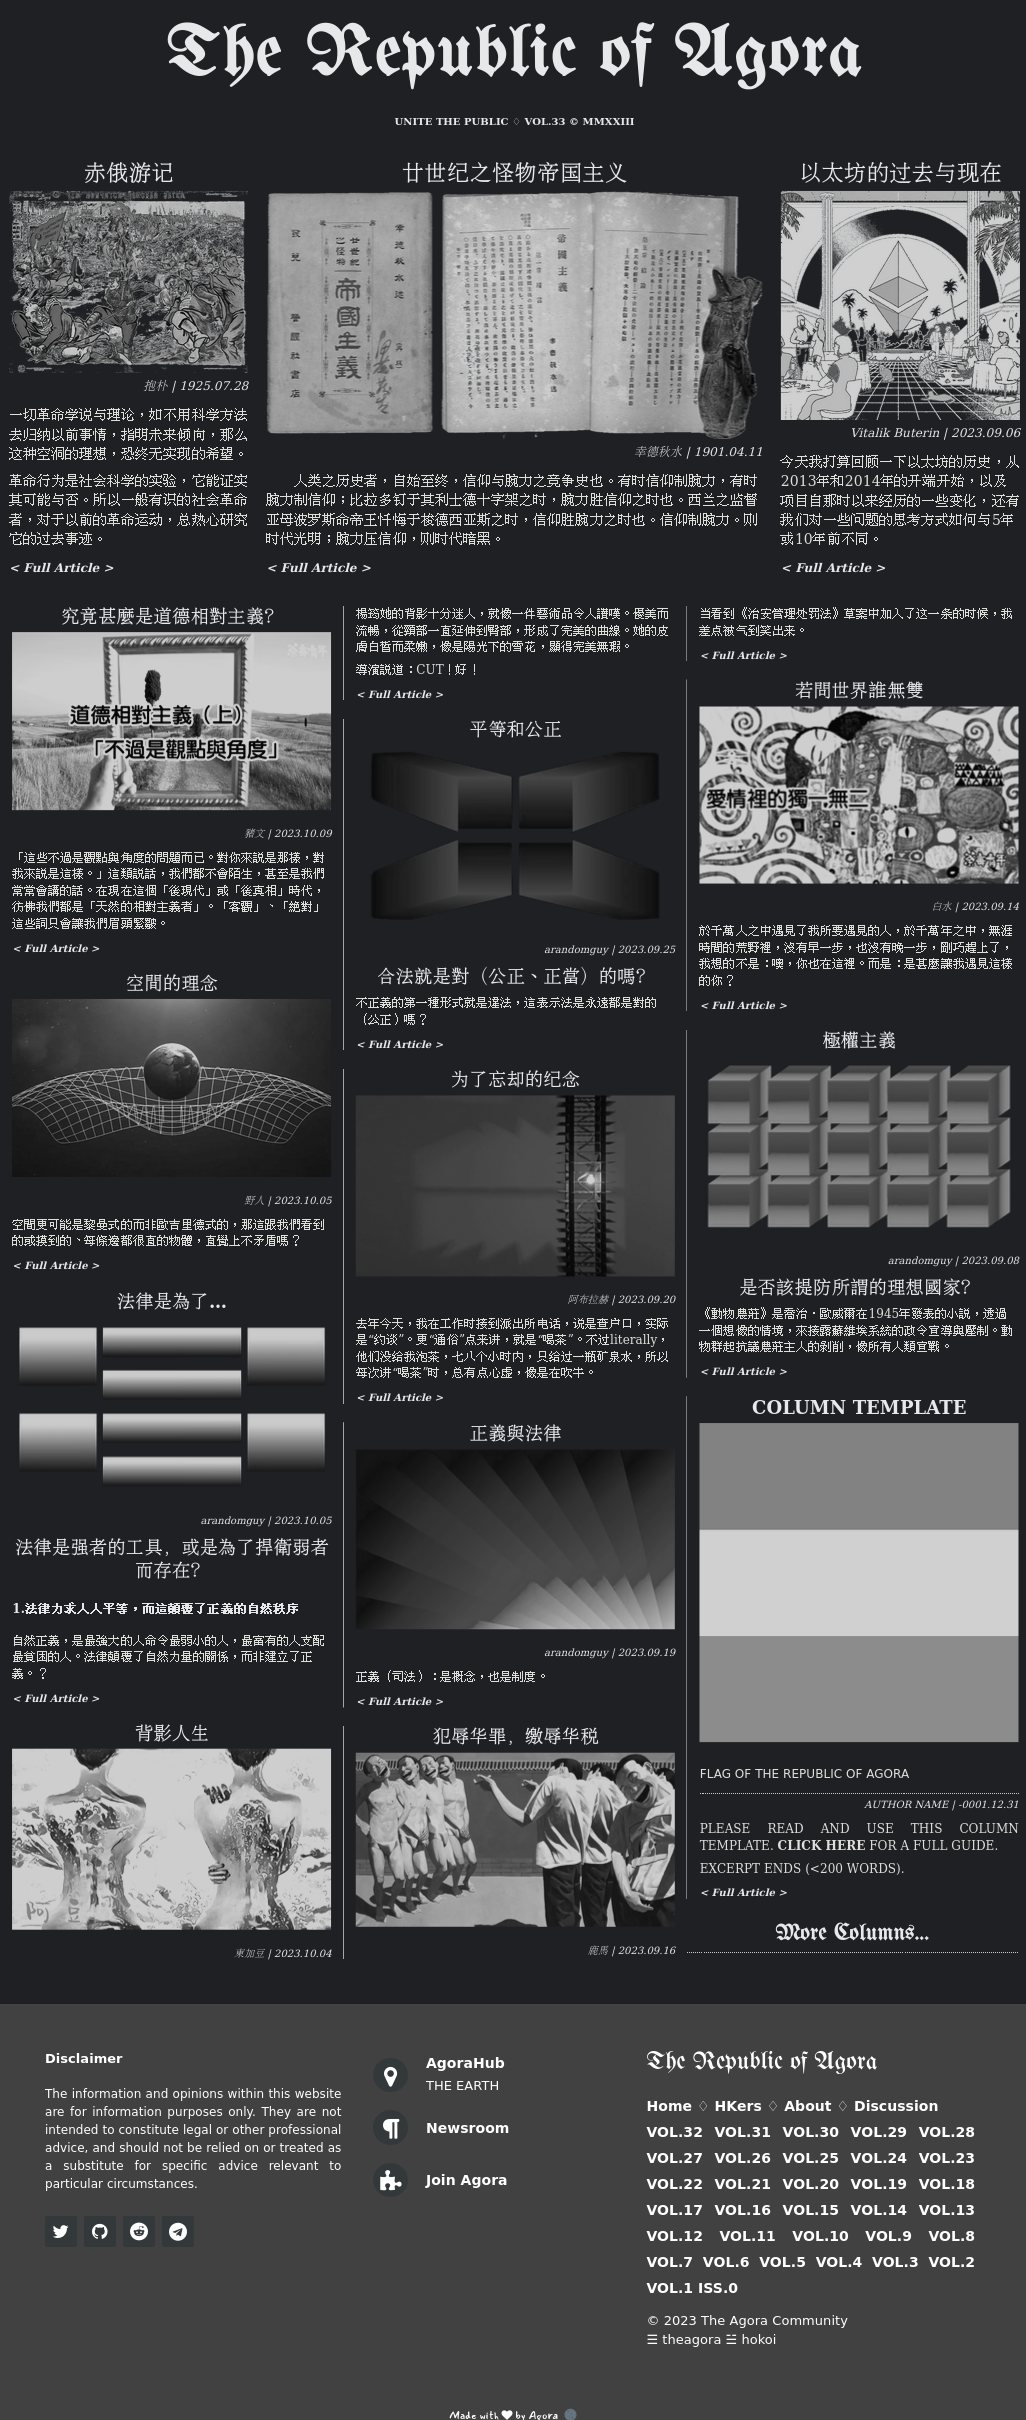 The Republic of Agora
UNITE THE PUBLIC ♢ VOL.33 © MMXXIII
赤俄游记
抱朴 | 1925.07.28
一切革命学说与理论，如不用科学方法
去归纳以前事情，指明未来倾向，那么
这种空洞的理想，恐终无实现的希望。
革命行为是社会科学的实验，它能证实
其可能与否。所以一般有识的社会革命
者，对于以前的革命运动，总热心研究
它的过去事迹。
< Full Article >
廿世纪之怪物帝国主义
帝國主義
幸德秋水 | 1901.04.11
人类之历史者，自始至终，信仰与腕力之竞争史也。有时信仰制腕力，有时
腕力制信仰；比拉多钉于其利士德十字架之时，腕力胜信仰之时也。西兰之监督
亚母被罗斯命帝王忏悔于梭德西亚斯之时，信仰胜腕力之时也。信仰制腕力。则
时代光明；腕力压信仰，则时代暗黑。
< Full Article >
以太坊的过去与现在
Vitalik Buterin | 2023.09.06
今天我打算回顾一下以太坊的历史，从
2013年和2014年的开端开始，以及
项目自那时以来经历的一些变化，还有
我们对一些问题的思考方式如何与5年
或10年前不同。
< Full Article >
究竟甚麼是道德相對主義？
道德相對主義（上）
「不過是觀點與角度」
豬文 | 2023.10.09
「這些不過是觀點與角度的問題而已。對你來説是那樣，對
我來説是這樣。」這類説話，我們都不會陌生，甚至是我們
常常會講的話。在現在這個「後現代」或「後真相」時代，
彷彿我們都是「天然的相對主義者」。「客觀」、「絶對」
這些詞只會讓我們眉頭緊皺。
< Full Article >
空間的理念
野人 | 2023.10.05
空間更可能是黎曼式的而非歐吉里德式的，那這跟我們看到
的或摸到的、每條邊都很直的物體，直覺上不矛盾嗎？
< Full Article >
法律是為了…
arandomguy | 2023.10.05
法律是强者的工具，或是為了捍衛弱者
而存在？
1.法律力求人人平等，而這顛覆了正義的自然秩序
自然正義，是最強大的人命令最弱小的人，最富有的人支配
最貧困的人。法律顛覆了自然力量的關係，而非建立了正
義。？
< Full Article >
背影人生
東加豆 | 2023.10.04
楊筠她的背影十分迷人，就像一件藝術品令人讚嘆。優美而
流暢，從頸部一直延伸到臀部，形成了完美的曲線。她的皮
膚白皙而柔嫩，像是陽光下的雪花，顯得完美無瑕。
導演説道：CUT！好！
< Full Article >
平等和公正
arandomguy | 2023.09.25
合法就是對（公正、正當）的嗎？
不正義的第一種形式就是違法，這表示法是永遠都是對的
（公正）嗎？
< Full Article >
为了忘却的纪念
阿布拉赫 | 2023.09.20
去年今天，我在工作时接到派出所电话，说是查户口，实际
是“约谈”。更“通俗”点来讲，就是“喝茶”。不过literally，
他们没给我泡茶，七八个小时内，只给过一瓶矿泉水，所以
每次讲“喝茶”时，总有点心虚，像是在吹牛。
< Full Article >
正義與法律
arandomguy | 2023.09.19
正義（司法）：是概念，也是制度。
< Full Article >
犯辱华罪，缴辱华税
鹿馬 | 2023.09.16
当看到《治安管理处罚法》草案中加入了这一条的时候，我
差点被气到笑出来。
< Full Article >
若問世界誰無雙
愛情裡的獨一無二
白水 | 2023.09.14
於千萬人之中遇見了我所要遇見的人，於千萬年之中，無涯
時間的荒野裡，沒有早一步，也沒有晚一步，剛巧趕上了，
我想的不是：噢，你也在這裡。而是：是甚麼讓我遇見這樣
的你？
< Full Article >
極權主義
arandomguy | 2023.09.08
是否該提防所謂的理想國家？
《動物農莊》是喬治・歐威爾在1945年發表的小説，透過
一個想像的情境，來接露蘇維埃系統的政令宣導與壓制。動
物群起抗議農莊主人的剥削，像所有人類宣戰。
< Full Article >
COLUMN TEMPLATE
FLAG OF THE REPUBLIC OF AGORA
AUTHOR NAME | -0001.12.31
PLEASE READ AND USE THIS COLUMN
TEMPLATE. CLICK HERE FOR A FULL GUIDE.
EXCERPT ENDS (<200 WORDS).
< Full Article >
More Columns...
Disclaimer
The information and opinions within this website
are for information purposes only. They are not
intended to constitute legal or other professional
advice, and should not be relied on or treated as
a substitute for specific advice relevant to
particular circumstances.
AgoraHub
THE EARTH
Newsroom
Join Agora
The Republic of Agora
Home ♢ HKers ♢ About ♢ Discussion
VOL.32 VOL.31 VOL.30 VOL.29 VOL.28
VOL.27 VOL.26 VOL.25 VOL.24 VOL.23
VOL.22 VOL.21 VOL.20 VOL.19 VOL.18
VOL.17 VOL.16 VOL.15 VOL.14 VOL.13
VOL.12 VOL.11 VOL.10 VOL.9 VOL.8
VOL.7 VOL.6 VOL.5 VOL.4 VOL.3 VOL.2
VOL.1 ISS.0
© 2023 The Agora Community
☰ theagora ☱ hokoi
Made with ♥ by Agora